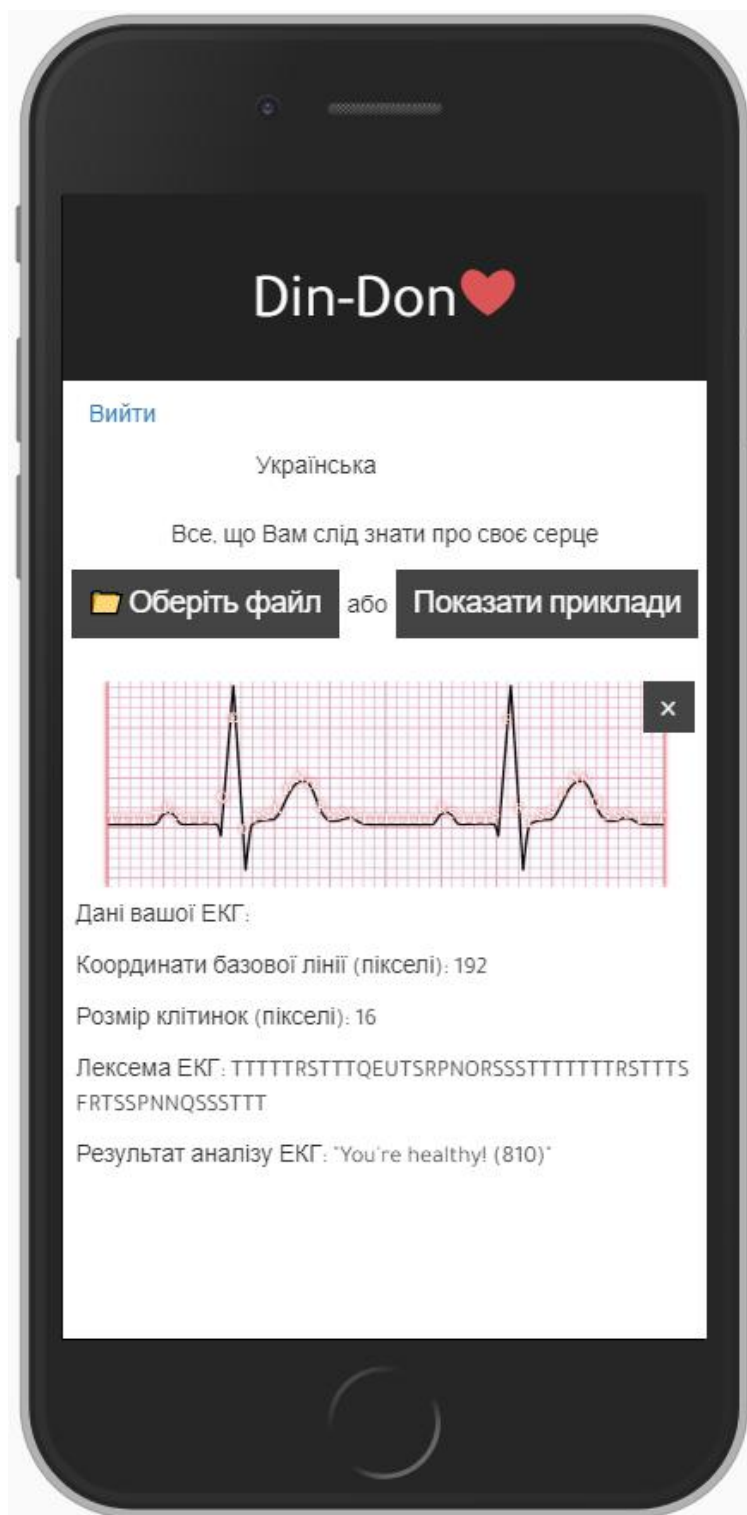 Din-Don❤
Вийти
Українська
Все, що Вам слід знати про своє серце
📁 Оберіть файл або Показати приклади
×
Дані вашої ЕКГ:
Координати базової лінії (пікселі): 192
Розмір клітинок (пікселі): 16
Лексема ЕКГ: TTTTTRSTTTQEUTSRPNORSSSTTTTTTTRSTTTS
FRTSSPNNQSSSTTT
Результат аналізу ЕКГ: "You're healthy! (810)"